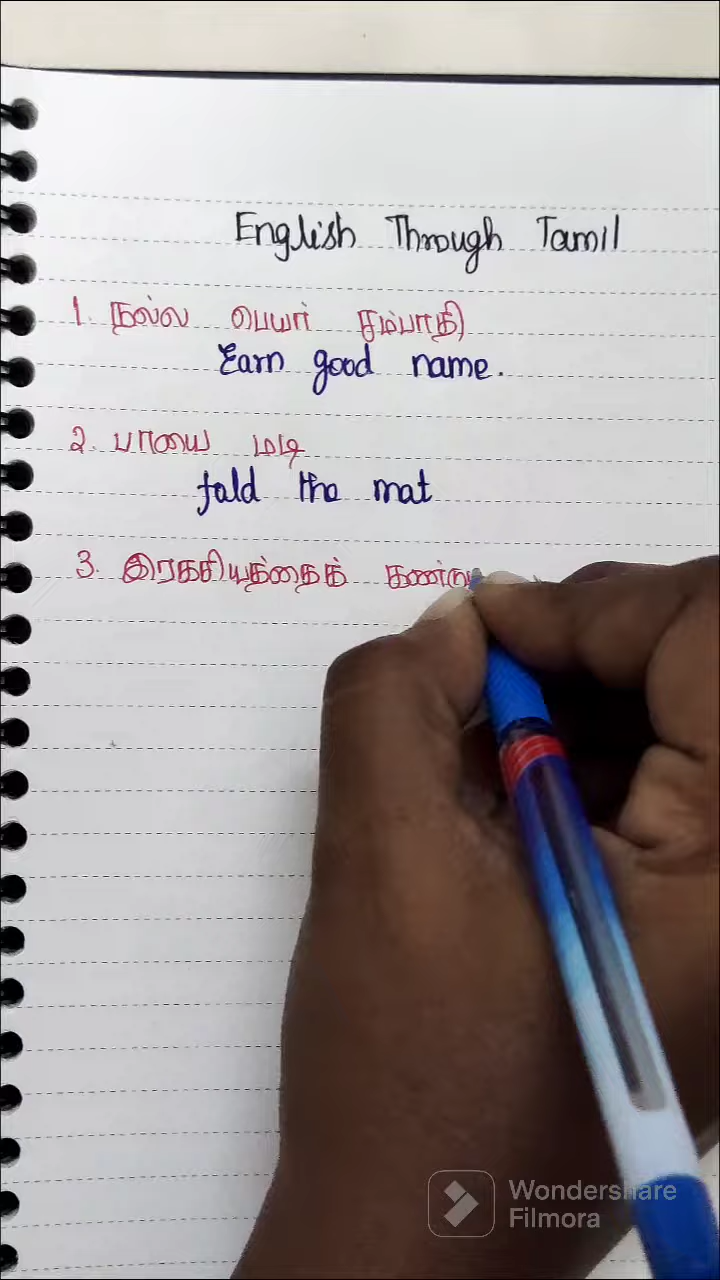 English Through Tamil
1. நல்ல பெயர் சம்பாதி
Earn good name.
2. பாயை மடி
fald the mat
3. இரகசியத்தைக்
Wondershare
Filmora